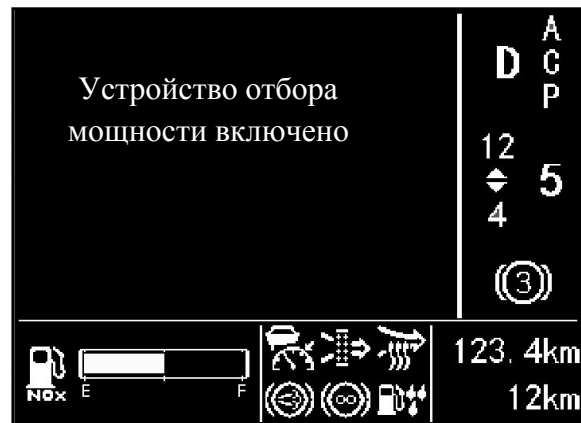 Устройство отбора
мощности включено
D
A
C
P
12
5
4
3
NOx
E
F
123. 4km
12km